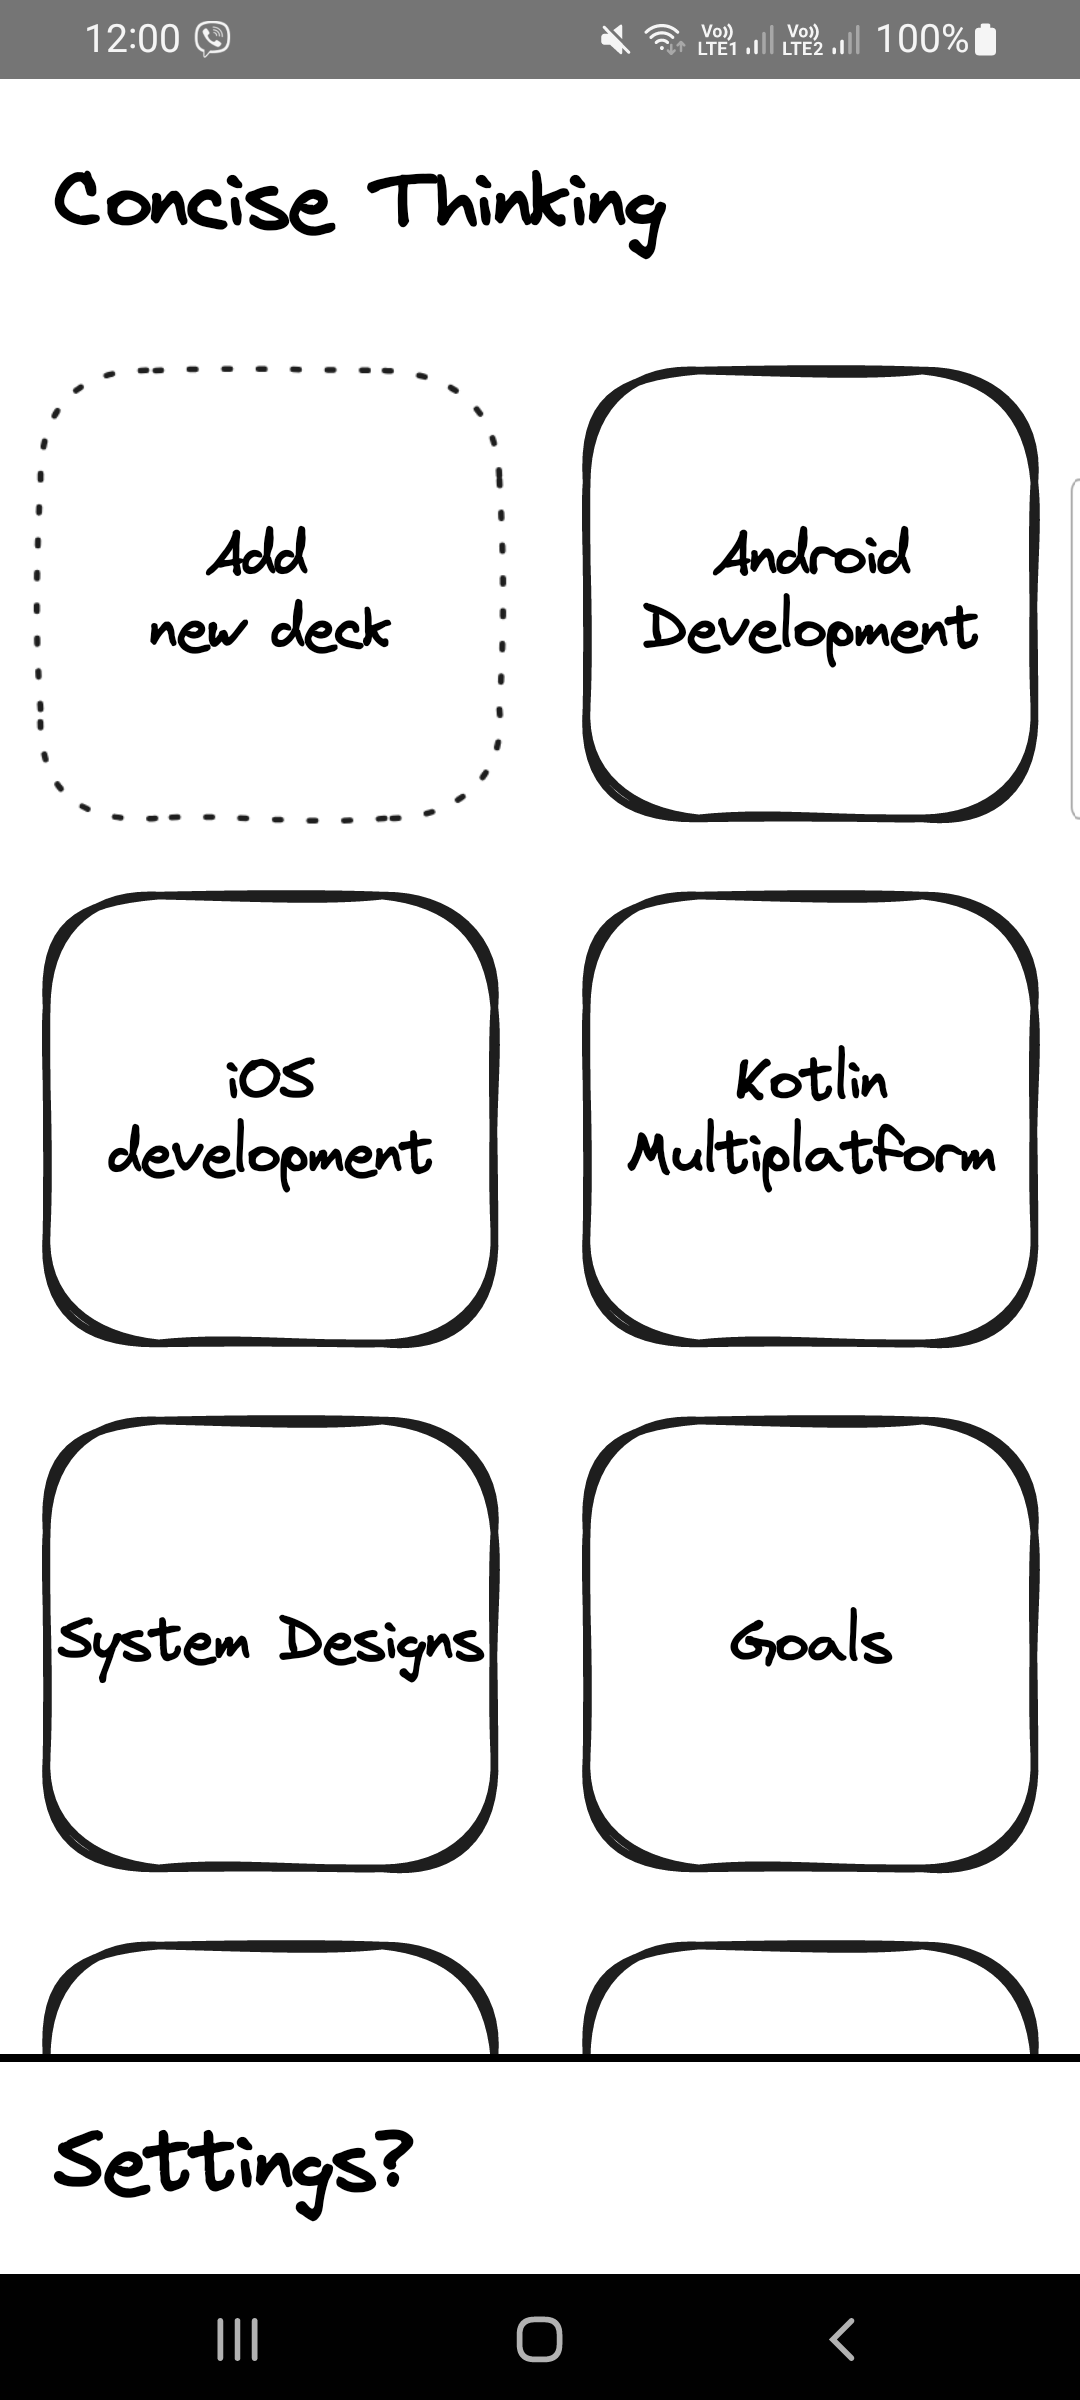 12:00
Vo)) LTE1 Vo)) LTE2 100%
Concise Thinking
Add
new deck
Android
Development
iOS
development
Kotlin
Multiplatform
System Designs
Goals
Settings?